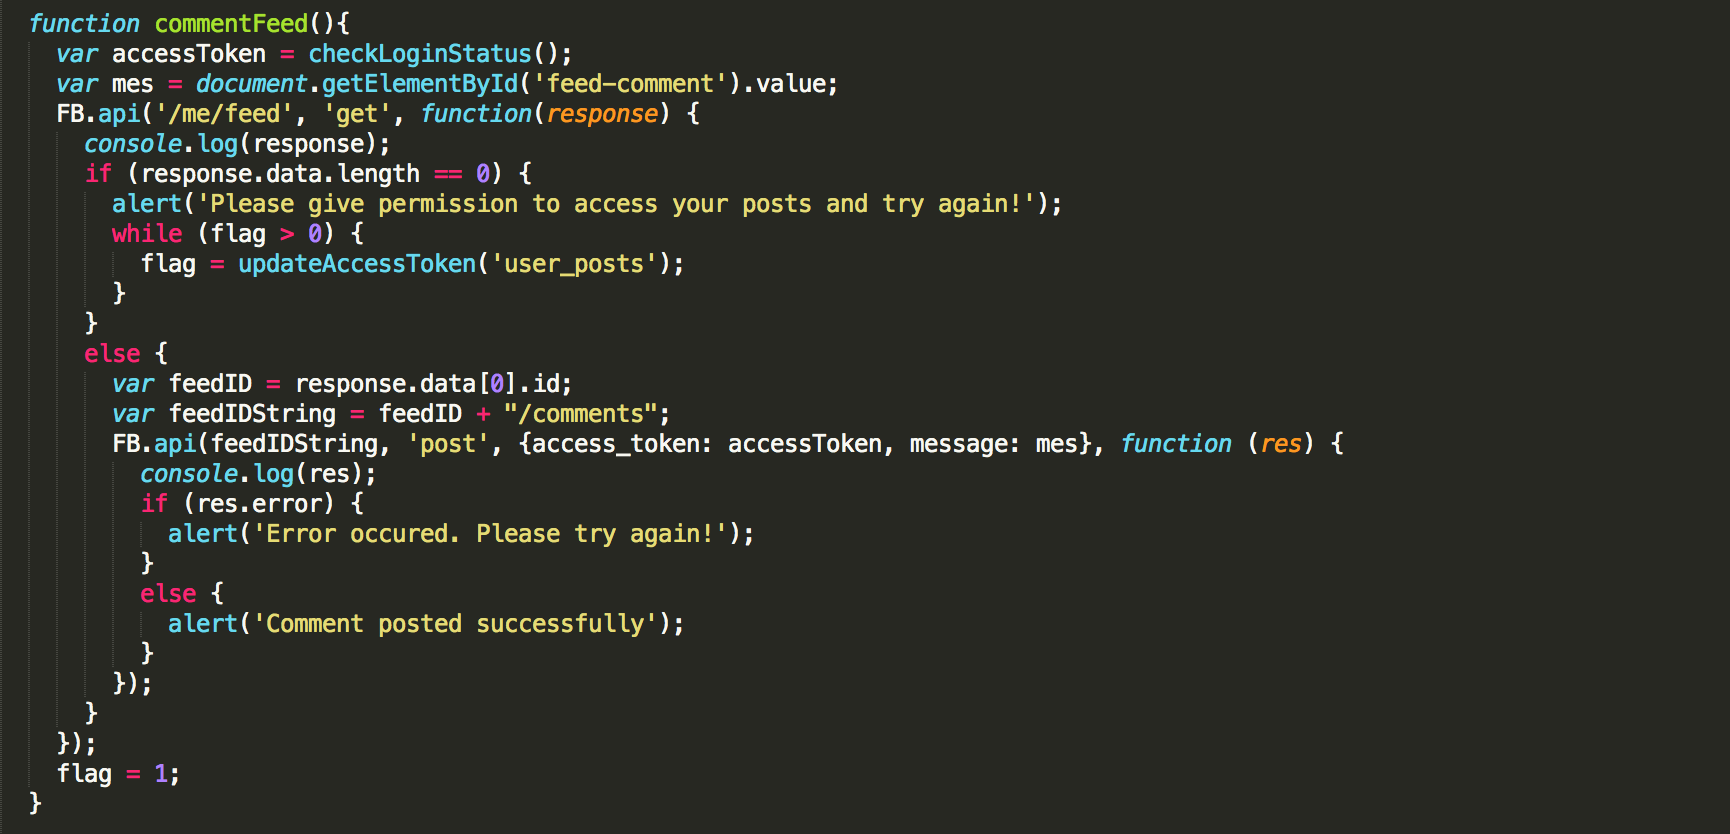 function commentFeed(){
  var accessToken = checkLoginStatus();
  var mes = document.getElementById('feed-comment').value;
  FB.api('/me/feed', 'get', function(response) {
    console.log(response);
    if (response.data.length == 0) {
      alert('Please give permission to access your posts and try again!');
      while (flag > 0) {
        flag = updateAccessToken('user_posts');
      }
    }
    else {
      var feedID = response.data[0].id;
      var feedIDString = feedID + "/comments";
      FB.api(feedIDString, 'post', {access_token: accessToken, message: mes}, function (res) {
        console.log(res);
        if (res.error) {
          alert('Error occured. Please try again!');
        }
        else {
          alert('Comment posted successfully');
        }
      });
    }
  });
  flag = 1;
}